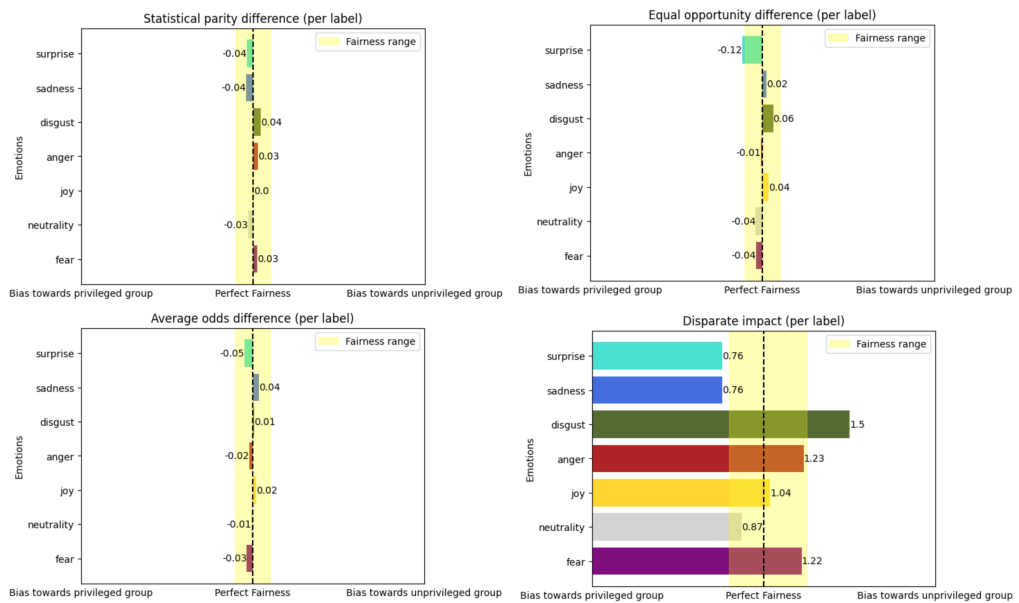 Statistical parity difference (per label)
Fairness range
Emotions
surprise -0.04
sadness -0.04
disgust 0.04
anger 0.03
joy 0.0
neutrality -0.03
fear 0.03
Bias towards privileged group Perfect Fairness Bias towards unprivileged group
Equal opportunity difference (per label)
Fairness range
Emotions
surprise -0.12
sadness 0.02
disgust 0.06
anger -0.01
joy 0.04
neutrality -0.04
fear -0.04
Bias towards privileged group Perfect Fairness Bias towards unprivileged group
Average odds difference (per label)
Fairness range
Emotions
surprise -0.05
sadness 0.04
disgust 0.01
anger -0.02
joy 0.02
neutrality -0.01
fear -0.03
Bias towards privileged group Perfect Fairness Bias towards unprivileged group
Disparate impact (per label)
Fairness range
Emotions
surprise 0.76
sadness 0.76
disgust 1.5
anger 1.23
joy 1.04
neutrality 0.87
fear 1.22
Bias towards privileged group Perfect Fairness Bias towards unprivileged group